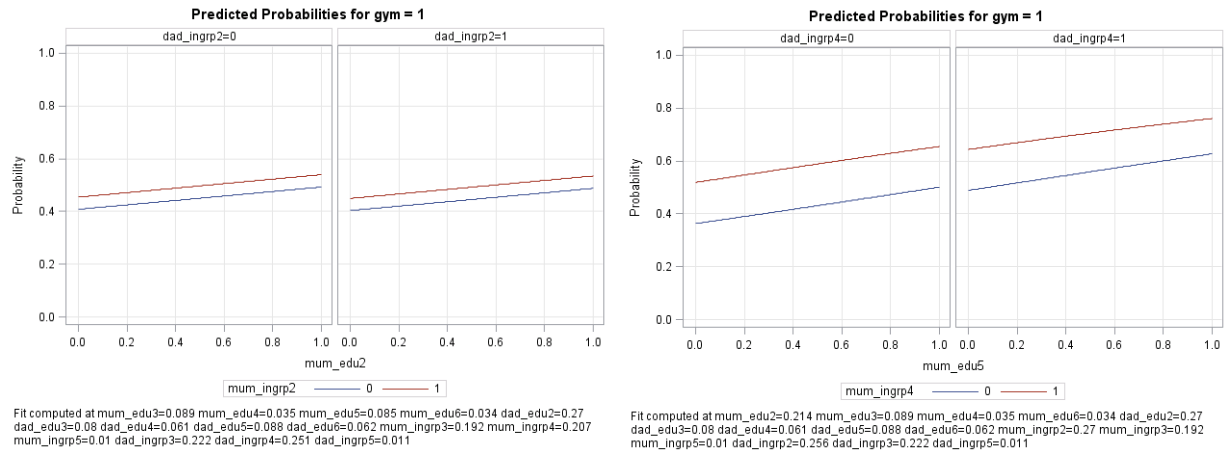 Predicted Probabilities for gym = 1
dad_ingrp2=0
dad_ingrp2=1
1.0
0.8
0.6
0.4
0.2
0.0
Probability
0.0 0.2 0.4 0.6 0.8 1.0
0.0 0.2 0.4 0.6 0.8 1.0
mum_edu2
mum_ingrp2 0 1
Fit computed at mum_edu3=0.089 mum_edu4=0.035 mum_edu5=0.085 mum_edu6=0.034 dad_edu2=0.27
dad_edu3=0.08 dad_edu4=0.061 dad_edu5=0.088 dad_edu6=0.062 mum_ingrp3=0.192 mum_ingrp4=0.207
mum_ingrp5=0.01 dad_ingrp3=0.222 dad_ingrp4=0.251 dad_ingrp5=0.011
Predicted Probabilities for gym = 1
dad_ingrp4=0
dad_ingrp4=1
1.0
0.8
0.6
0.4
0.2
0.0
Probability
0.0 0.2 0.4 0.6 0.8 1.0
0.0 0.2 0.4 0.6 0.8 1.0
mum_edu5
mum_ingrp4 0 1
Fit computed at mum_edu2=0.214 mum_edu3=0.089 mum_edu4=0.035 mum_edu6=0.034 dad_edu2=0.27
dad_edu3=0.08 dad_edu4=0.061 dad_edu5=0.088 dad_edu6=0.062 mum_ingrp2=0.27 mum_ingrp3=0.192
mum_ingrp5=0.01 dad_ingrp2=0.256 dad_ingrp3=0.222 dad_ingrp5=0.011